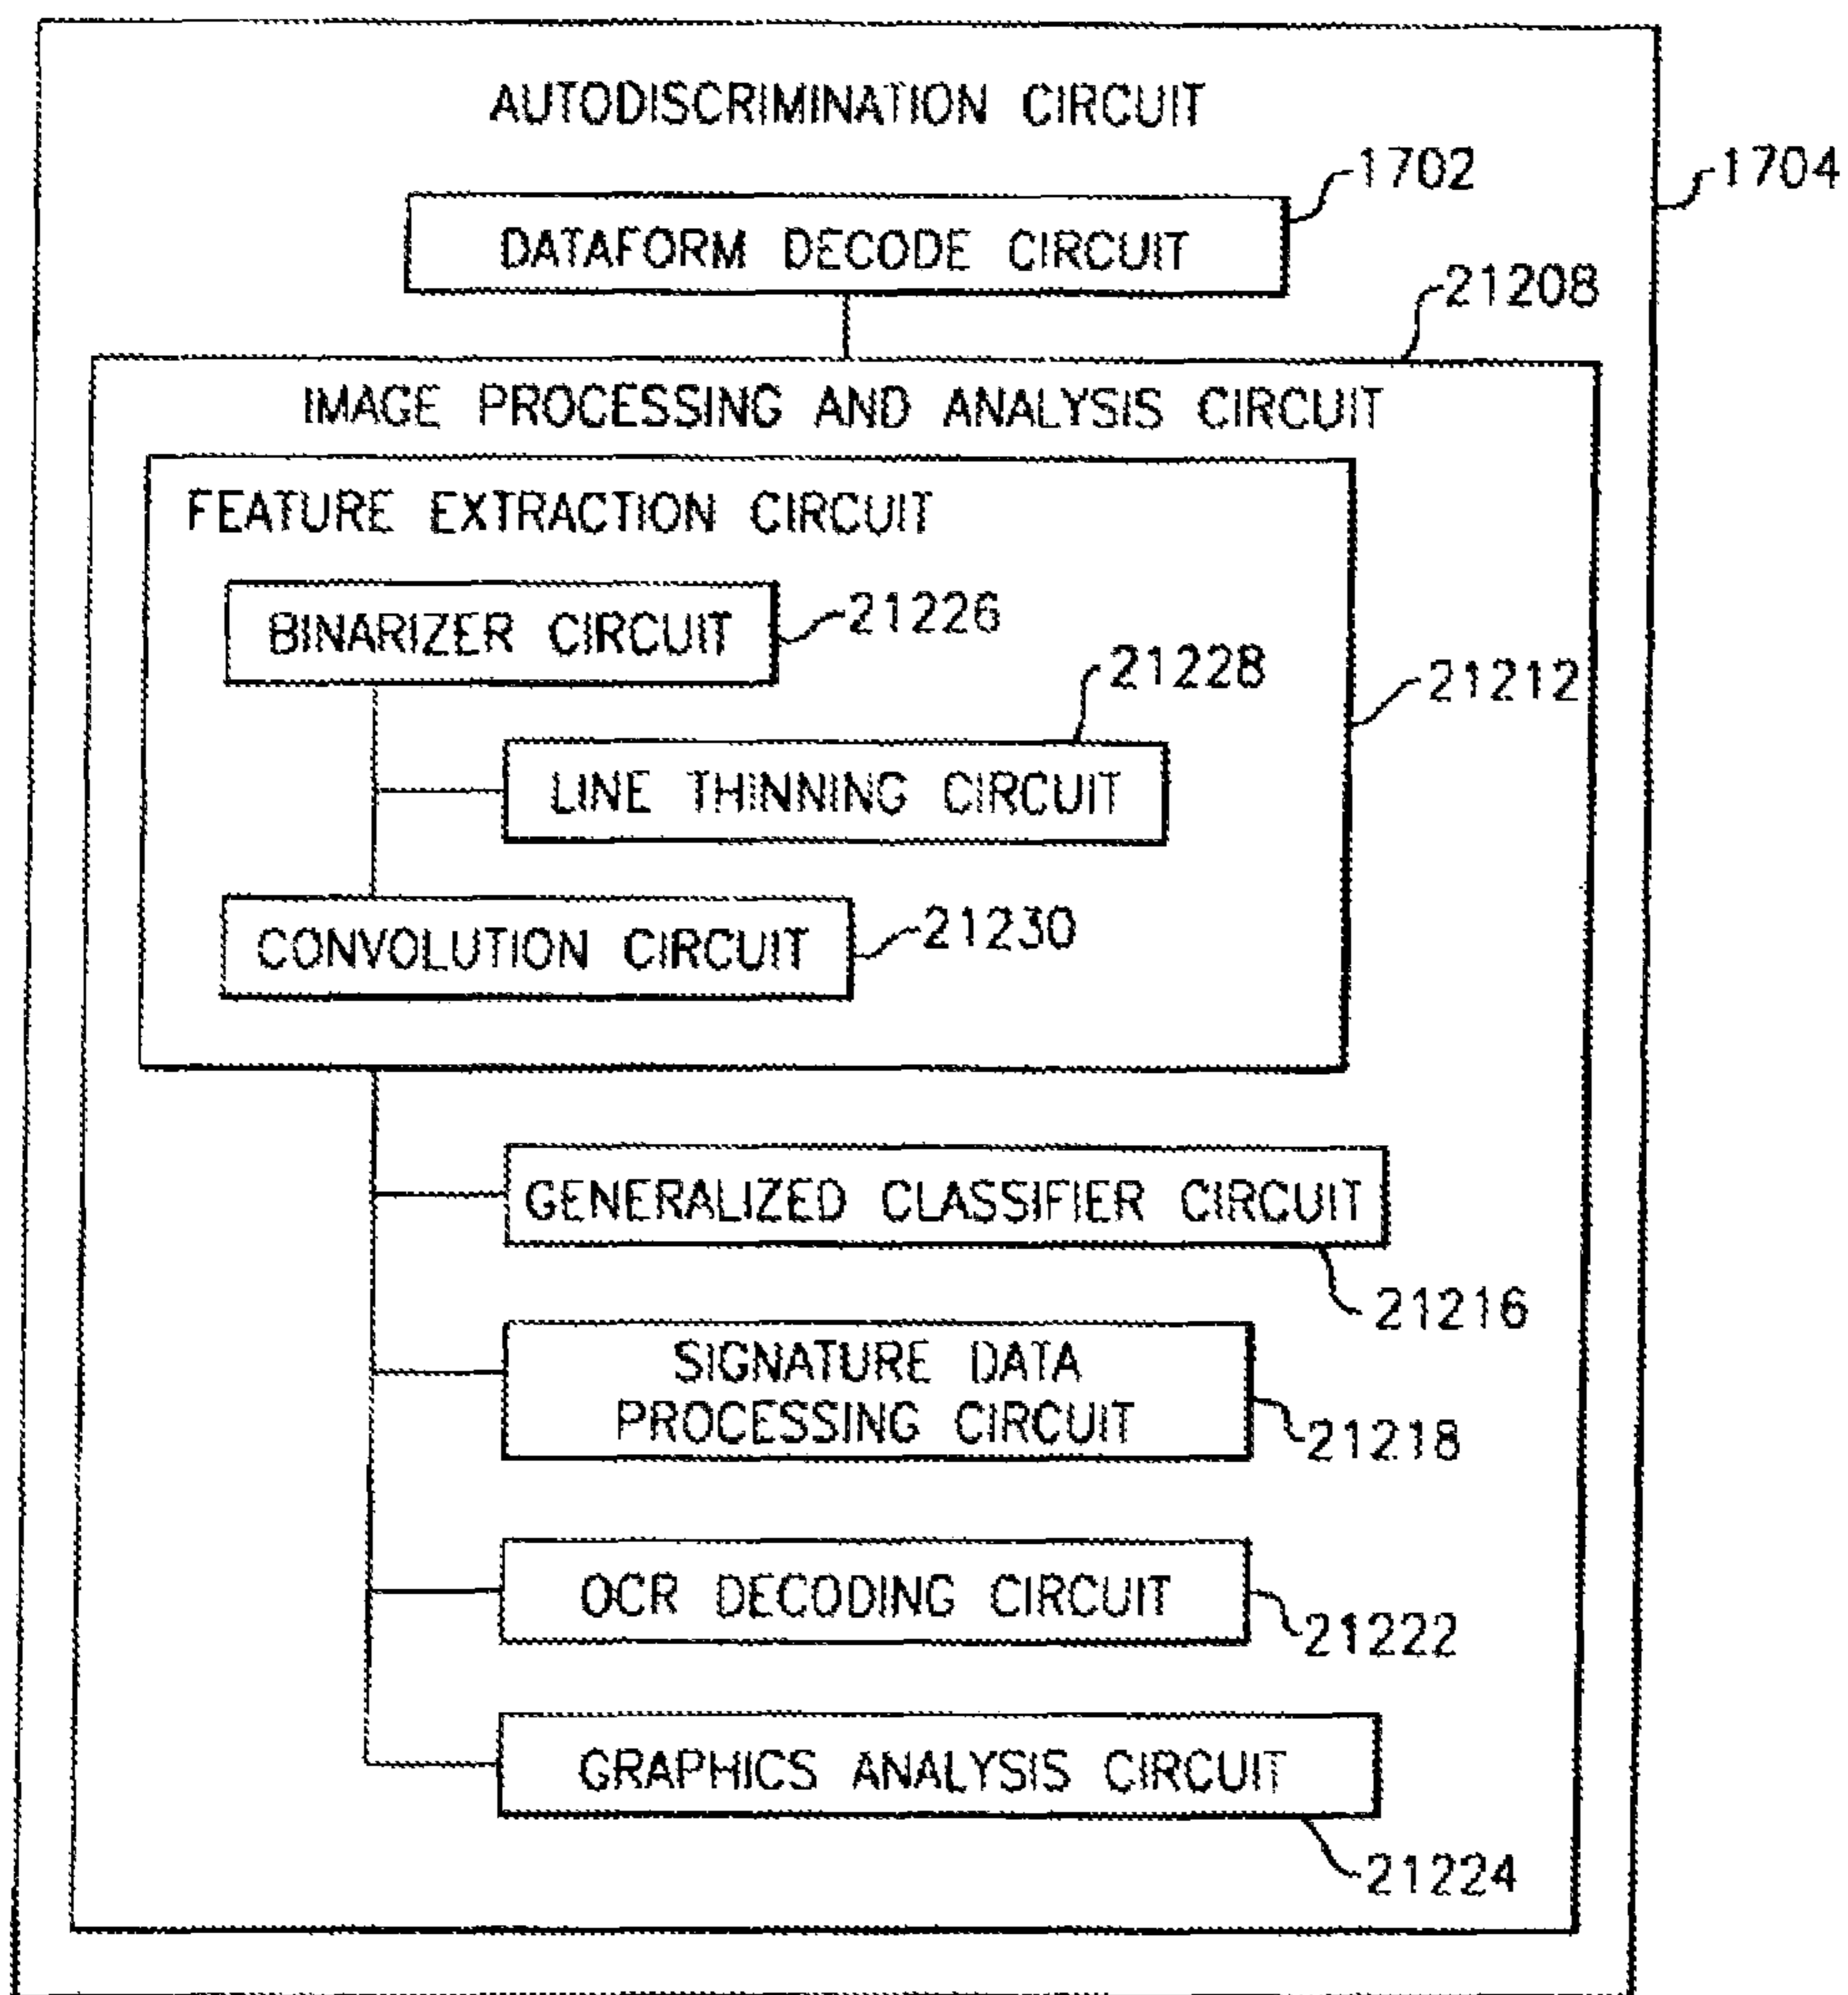 AUTODISCRIMINATION CIRCUIT
1702
1704
DATAFORM DECODE CIRCUIT
21208
IMAGE PROCESSING AND ANALYSIS CIRCUIT
FEATURE EXTRACTION CIRCUIT
BINARIZER CIRCUIT
21226
21228
21212
LINE THINNING CIRCUIT
CONVOLUTION CIRCUIT
21230
GENERALIZED CLASSIFIER CIRCUIT
21216
SIGNATURE DATA
PROCESSING CIRCUIT
21218
OCR DECODING CIRCUIT
21222
GRAPHICS ANALYSIS CIRCUIT
21224